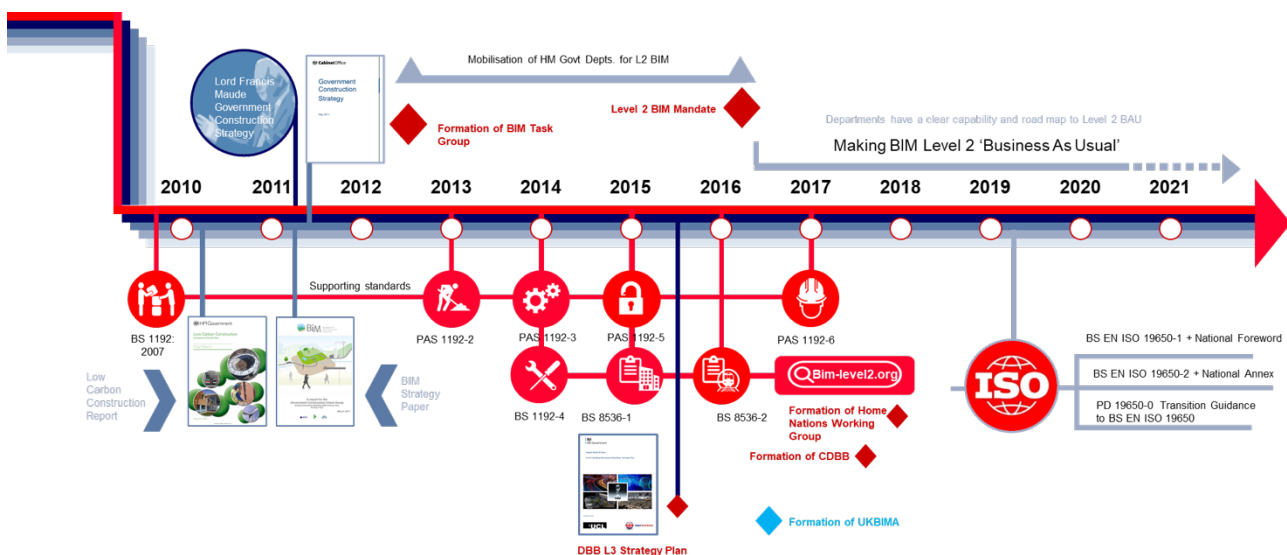 Lord Francis
Maude
Government
Construction
Strategy
CabinetOffice
Government
Construction
Strategy
Mobilisation of HM Govt Depts. for L2 BIM
Formation of BIM Task
Group
Level 2 BIM Mandate
Departments have a clear capability and road map to Level 2 BAU
Making BIM Level 2 ‘Business As Usual’
2010
2011
2012
2013
2014
2015
2016
2017
2018
2019
2020
2021
Supporting standards
BS 1192:
2007
PAS 1192-2
PAS 1192-3
PAS 1192-5
PAS 1192-6
Low
Carbon
Construction
Report
HM Government
Low Carbon Construction
BIM
BIM
Strategy
Paper
BS 1192-4
BS 8536-1
BS 8536-2
Bim-level2.org
Formation of Home
Nations Working
Group
Formation of CDBB
Formation of UKBIMA
UCL
DBB L3 Strategy Plan
ISO
BS EN ISO 19650-1 + National Foreword
BS EN ISO 19650-2 + National Annex
PD 19650-0 Transition Guidance
to BS EN ISO 19650